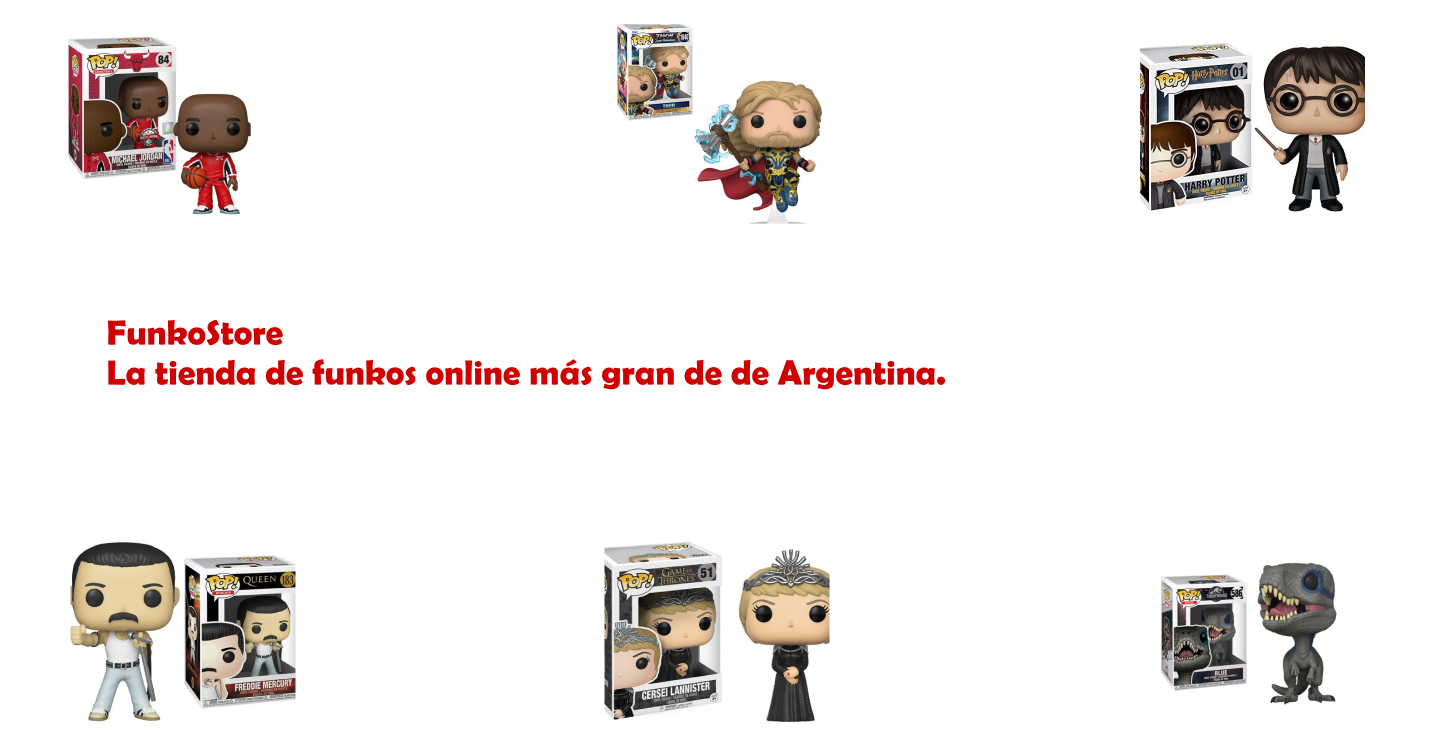 POP!
84
MICHAEL JORDAN
POP!
THOR
THOR
POP!
Harry Potter
01
HARRY POTTER
FunkoStore
La tienda de funkos online más gran de de Argentina.
POP!
QUEEN
183
FREDDIE MERCURY
POP!
GAME OF
THRONES
51
CERSEI LANNISTER
POP!
586
BLUE